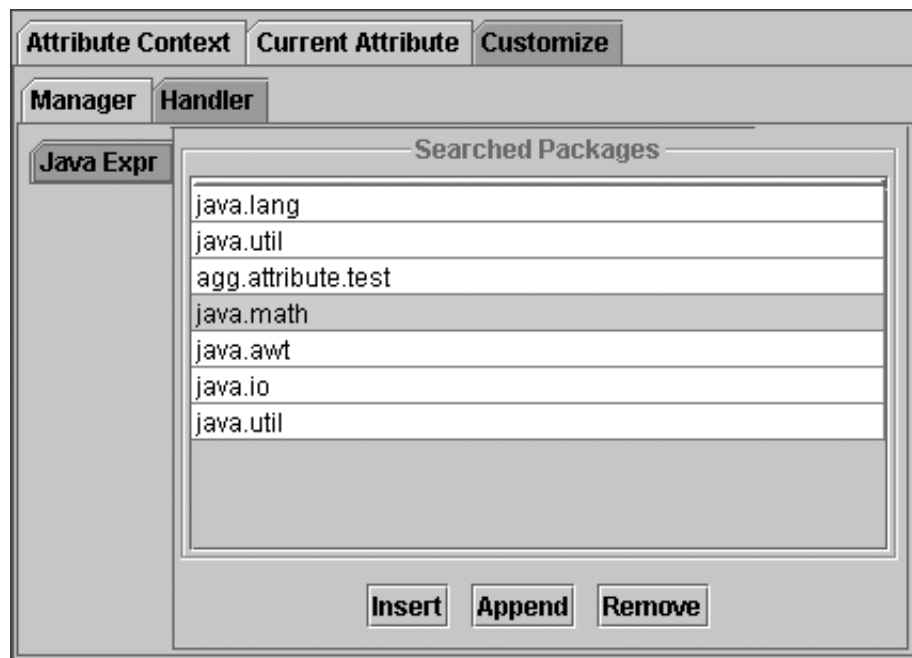 Attribute Context Current Attribute Customize
Manager Handler
Java Expr
Searched Packages
java.lang
java.util
agg.attribute.test
java.math
java.awt
java.io
java.util
Insert Append Remove